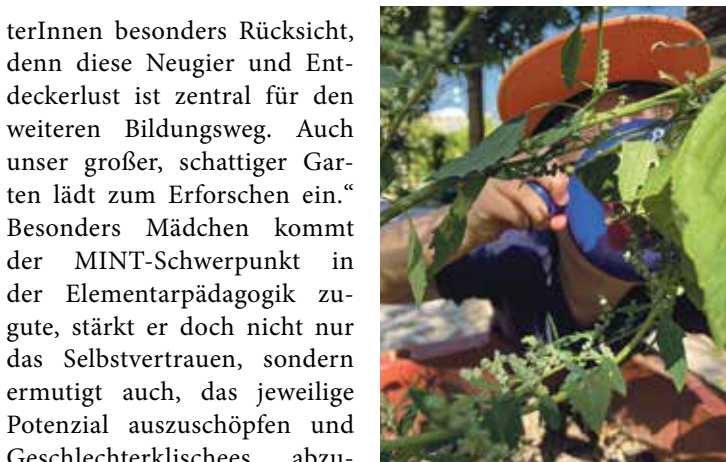 terInnen besonders Rücksicht,
denn diese Neugier und Ent-
deckerlust ist zentral für den
weiteren Bildungsweg. Auch
unser großer, schattiger Gar-
ten lädt zum Erforschen ein.“
Besonders Mädchen kommt
der MINT-Schwerpunkt in
der Elementarpädagogik zu-
gute, stärkt er doch nicht nur
das Selbstvertrauen, sondern
ermutigt auch, das jeweilige
Potenzial auszuschöpfen und
Geschlechterklischees abzu-